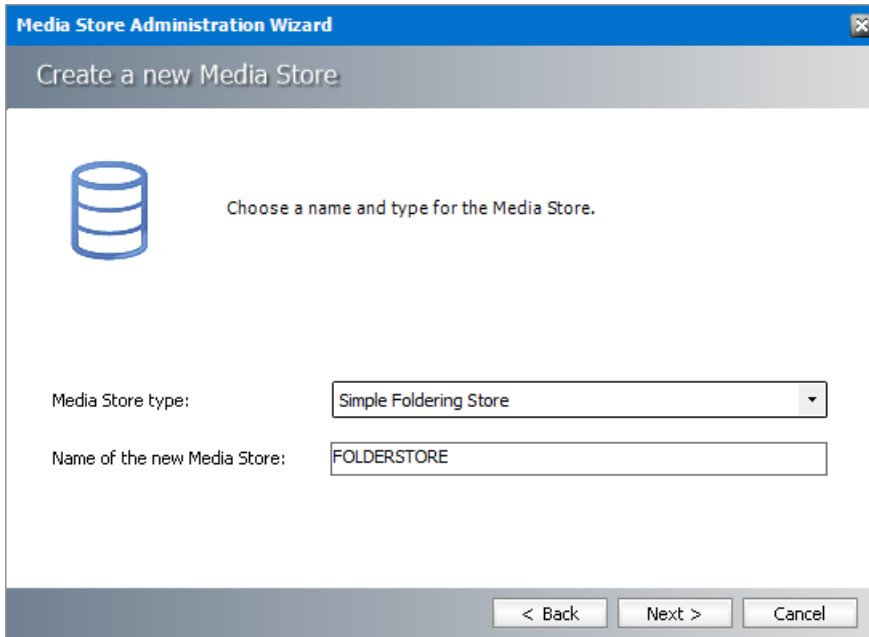 Media Store Administration Wizard
Create a new Media Store
Choose a name and type for the Media Store.
Media Store type:
Simple Foldering Store
Name of the new Media Store:
FOLDERSTORE
< Back
Next >
Cancel